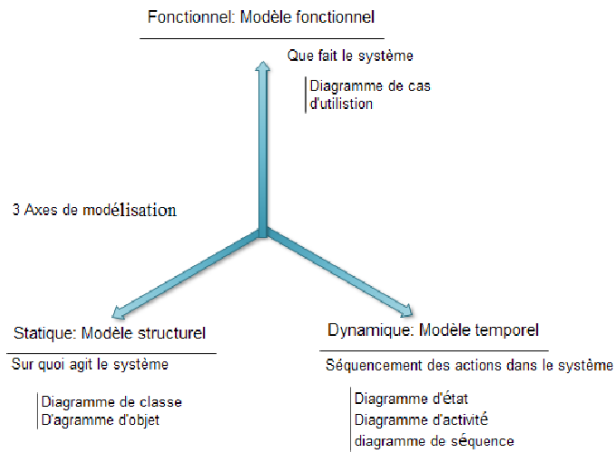 Fonctionnel: Modèle fonctionnel
Que fait le système
Diagramme de cas
d'utilistion
3 Axes de modélisation
Statique: Modèle structurel
Sur quoi agit le système
Diagramme de classe
D'agramme d'objet
Dynamique: Modèle temporel
Séquencement des actions dans le système
Diagramme d'état
Diagramme d'activité
diagramme de séquence